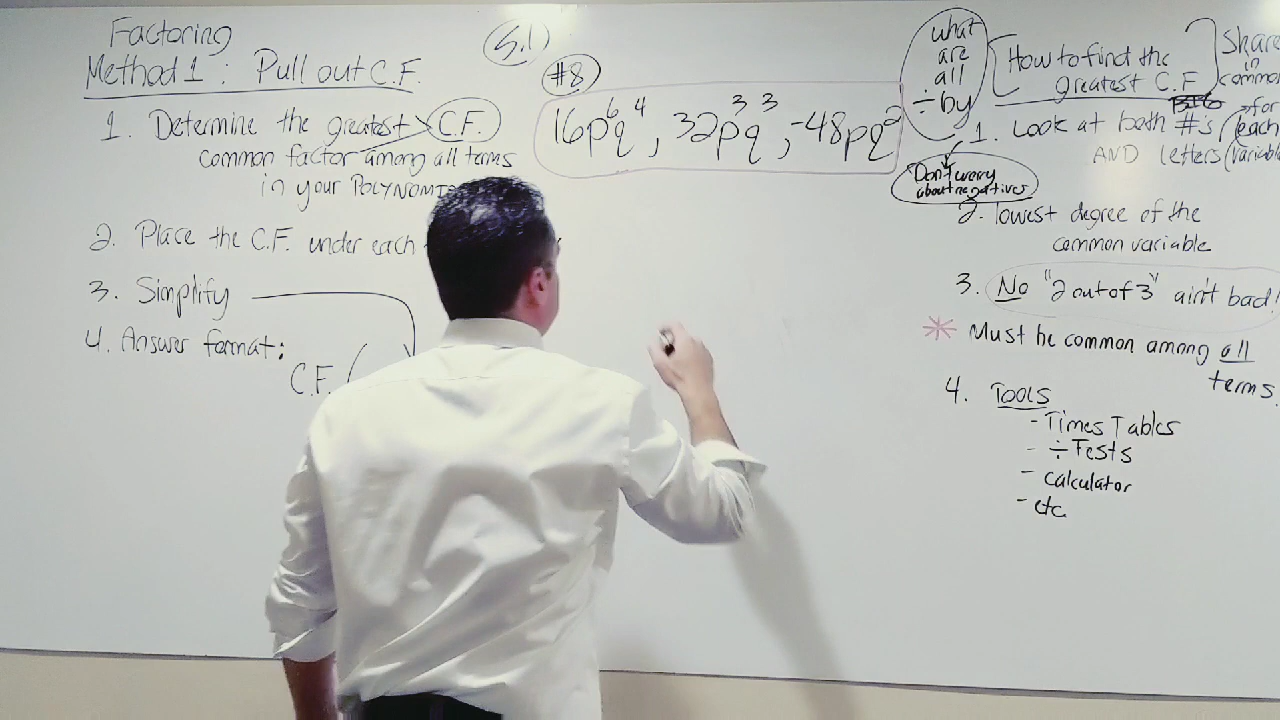 Factoring
Method 1: Pull out C.F.
1. Determine the greatest C.F.
common factor among all terms
in your POLYNOM
2. Place the C.F. under each
3. Simplify
4. Answer format:
C.F. (
5.1)
#8
16p⁶q⁴, 32p³q³, -48pq²
what
are
all
÷ by
Don't worry
about negatives
How to find the
greatest C.F.
BIG
Share
in
common
1. Look at both #'s
AND letters
for
each
(variable
2. lowest degree of the
common variable
3. No "2 out of 3" ain't bad!
* Must be common among all
terms.
4. TOOLS
- Times Tables
- ÷ Tests
- calculator
- etc